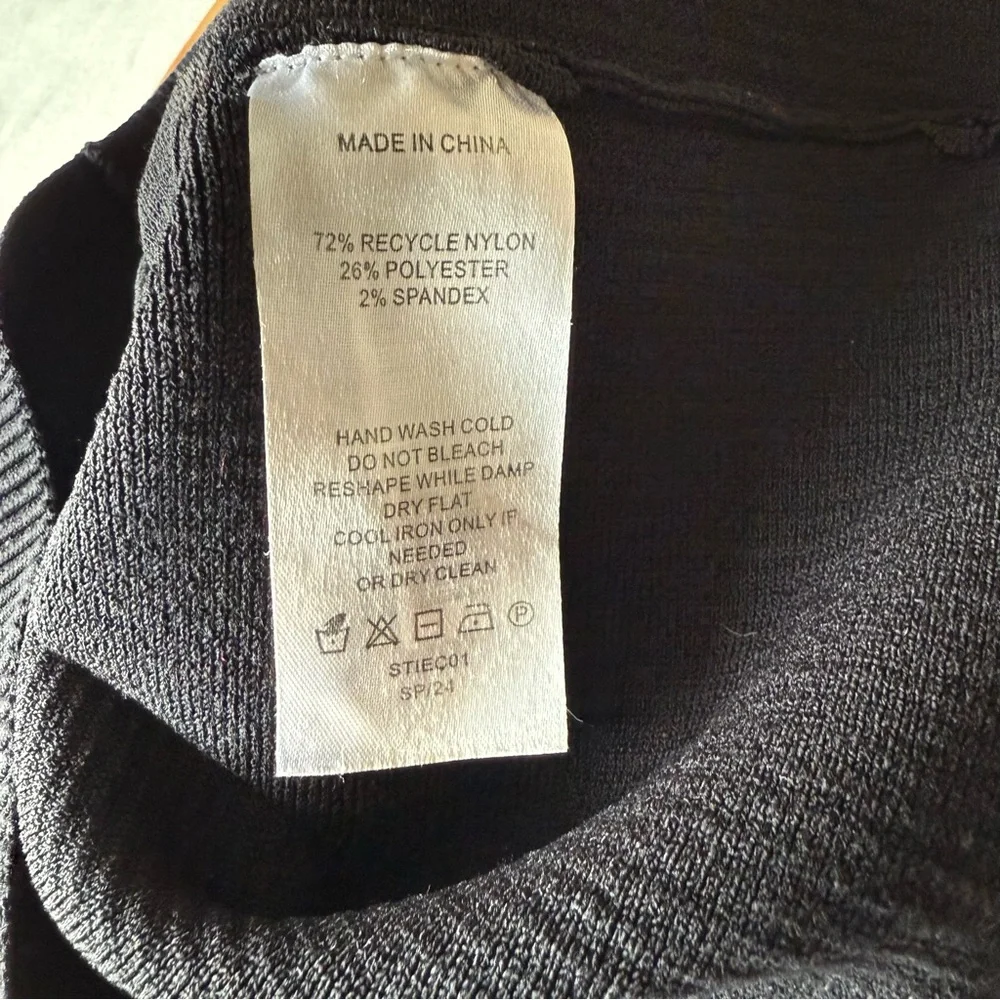 MADE IN CHINA
72% RECYCLE NYLON
26% POLYESTER
2% SPANDEX
HAND WASH COLD
DO NOT BLEACH
RESHAPE WHILE DAMP
DRY FLAT
COOL IRON ONLY IF
NEEDED
OR DRY CLEAN
P
STIEC01
SP/24